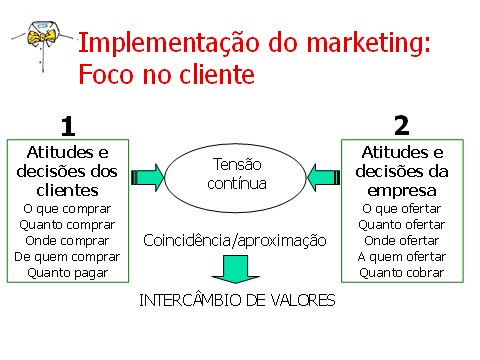 Implementação do marketing:
Foco no cliente
1
Atitudes e
decisões dos
clientes
O que comprar
Quanto comprar
Onde comprar
De quem comprar
Quanto pagar
Tensão
contínua
Coincidência/aproximação
INTERCÂMBIO DE VALORES
2
Atitudes e
decisões da
empresa
O que ofertar
Quanto ofertar
Onde ofertar
A quem ofertar
Quanto cobrar